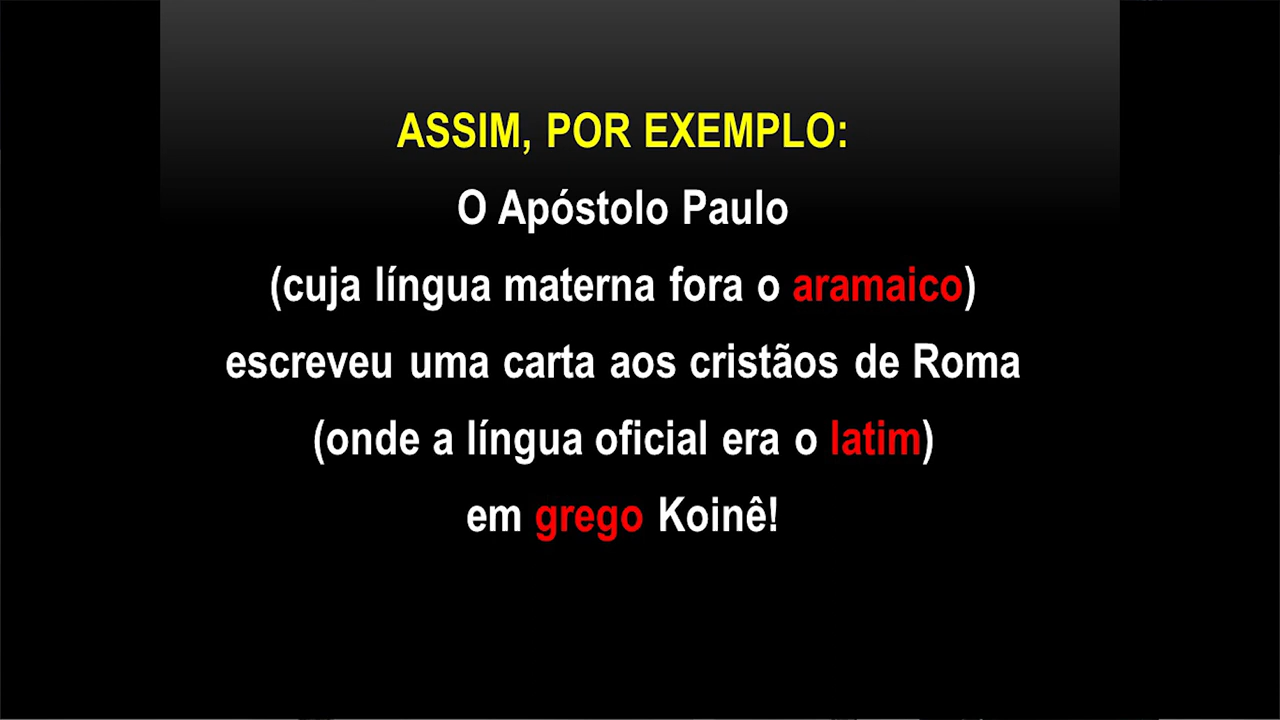 ASSIM, POR EXEMPLO:
O Apóstolo Paulo
(cuja língua materna fora o aramaico)
escreveu uma carta aos cristãos de Roma
(onde a língua oficial era o latim)
em grego Koinê!